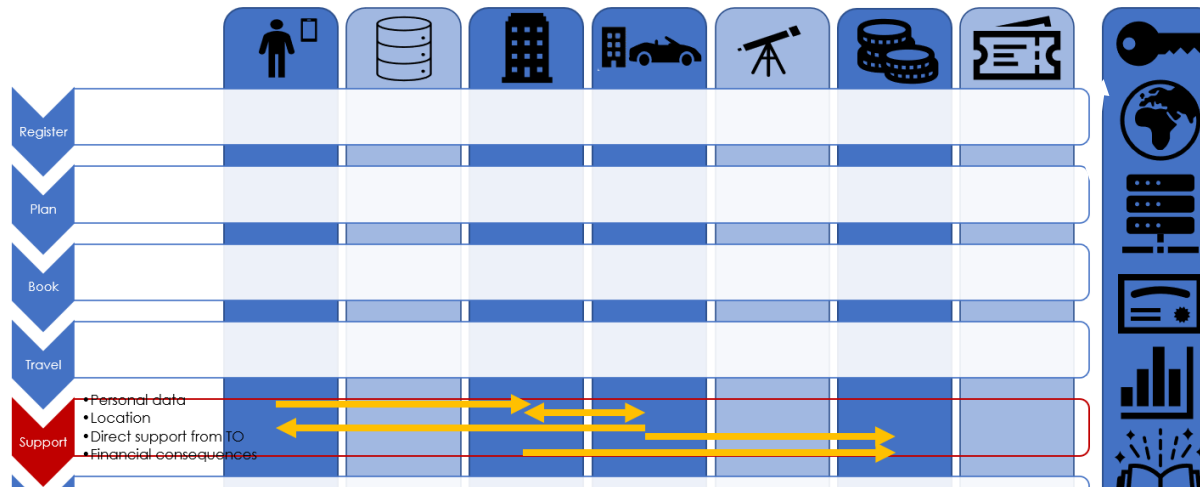 Register
Plan
Book
Travel
Support
•Personal data
•Location
•Direct support from TO
•Financial consequences